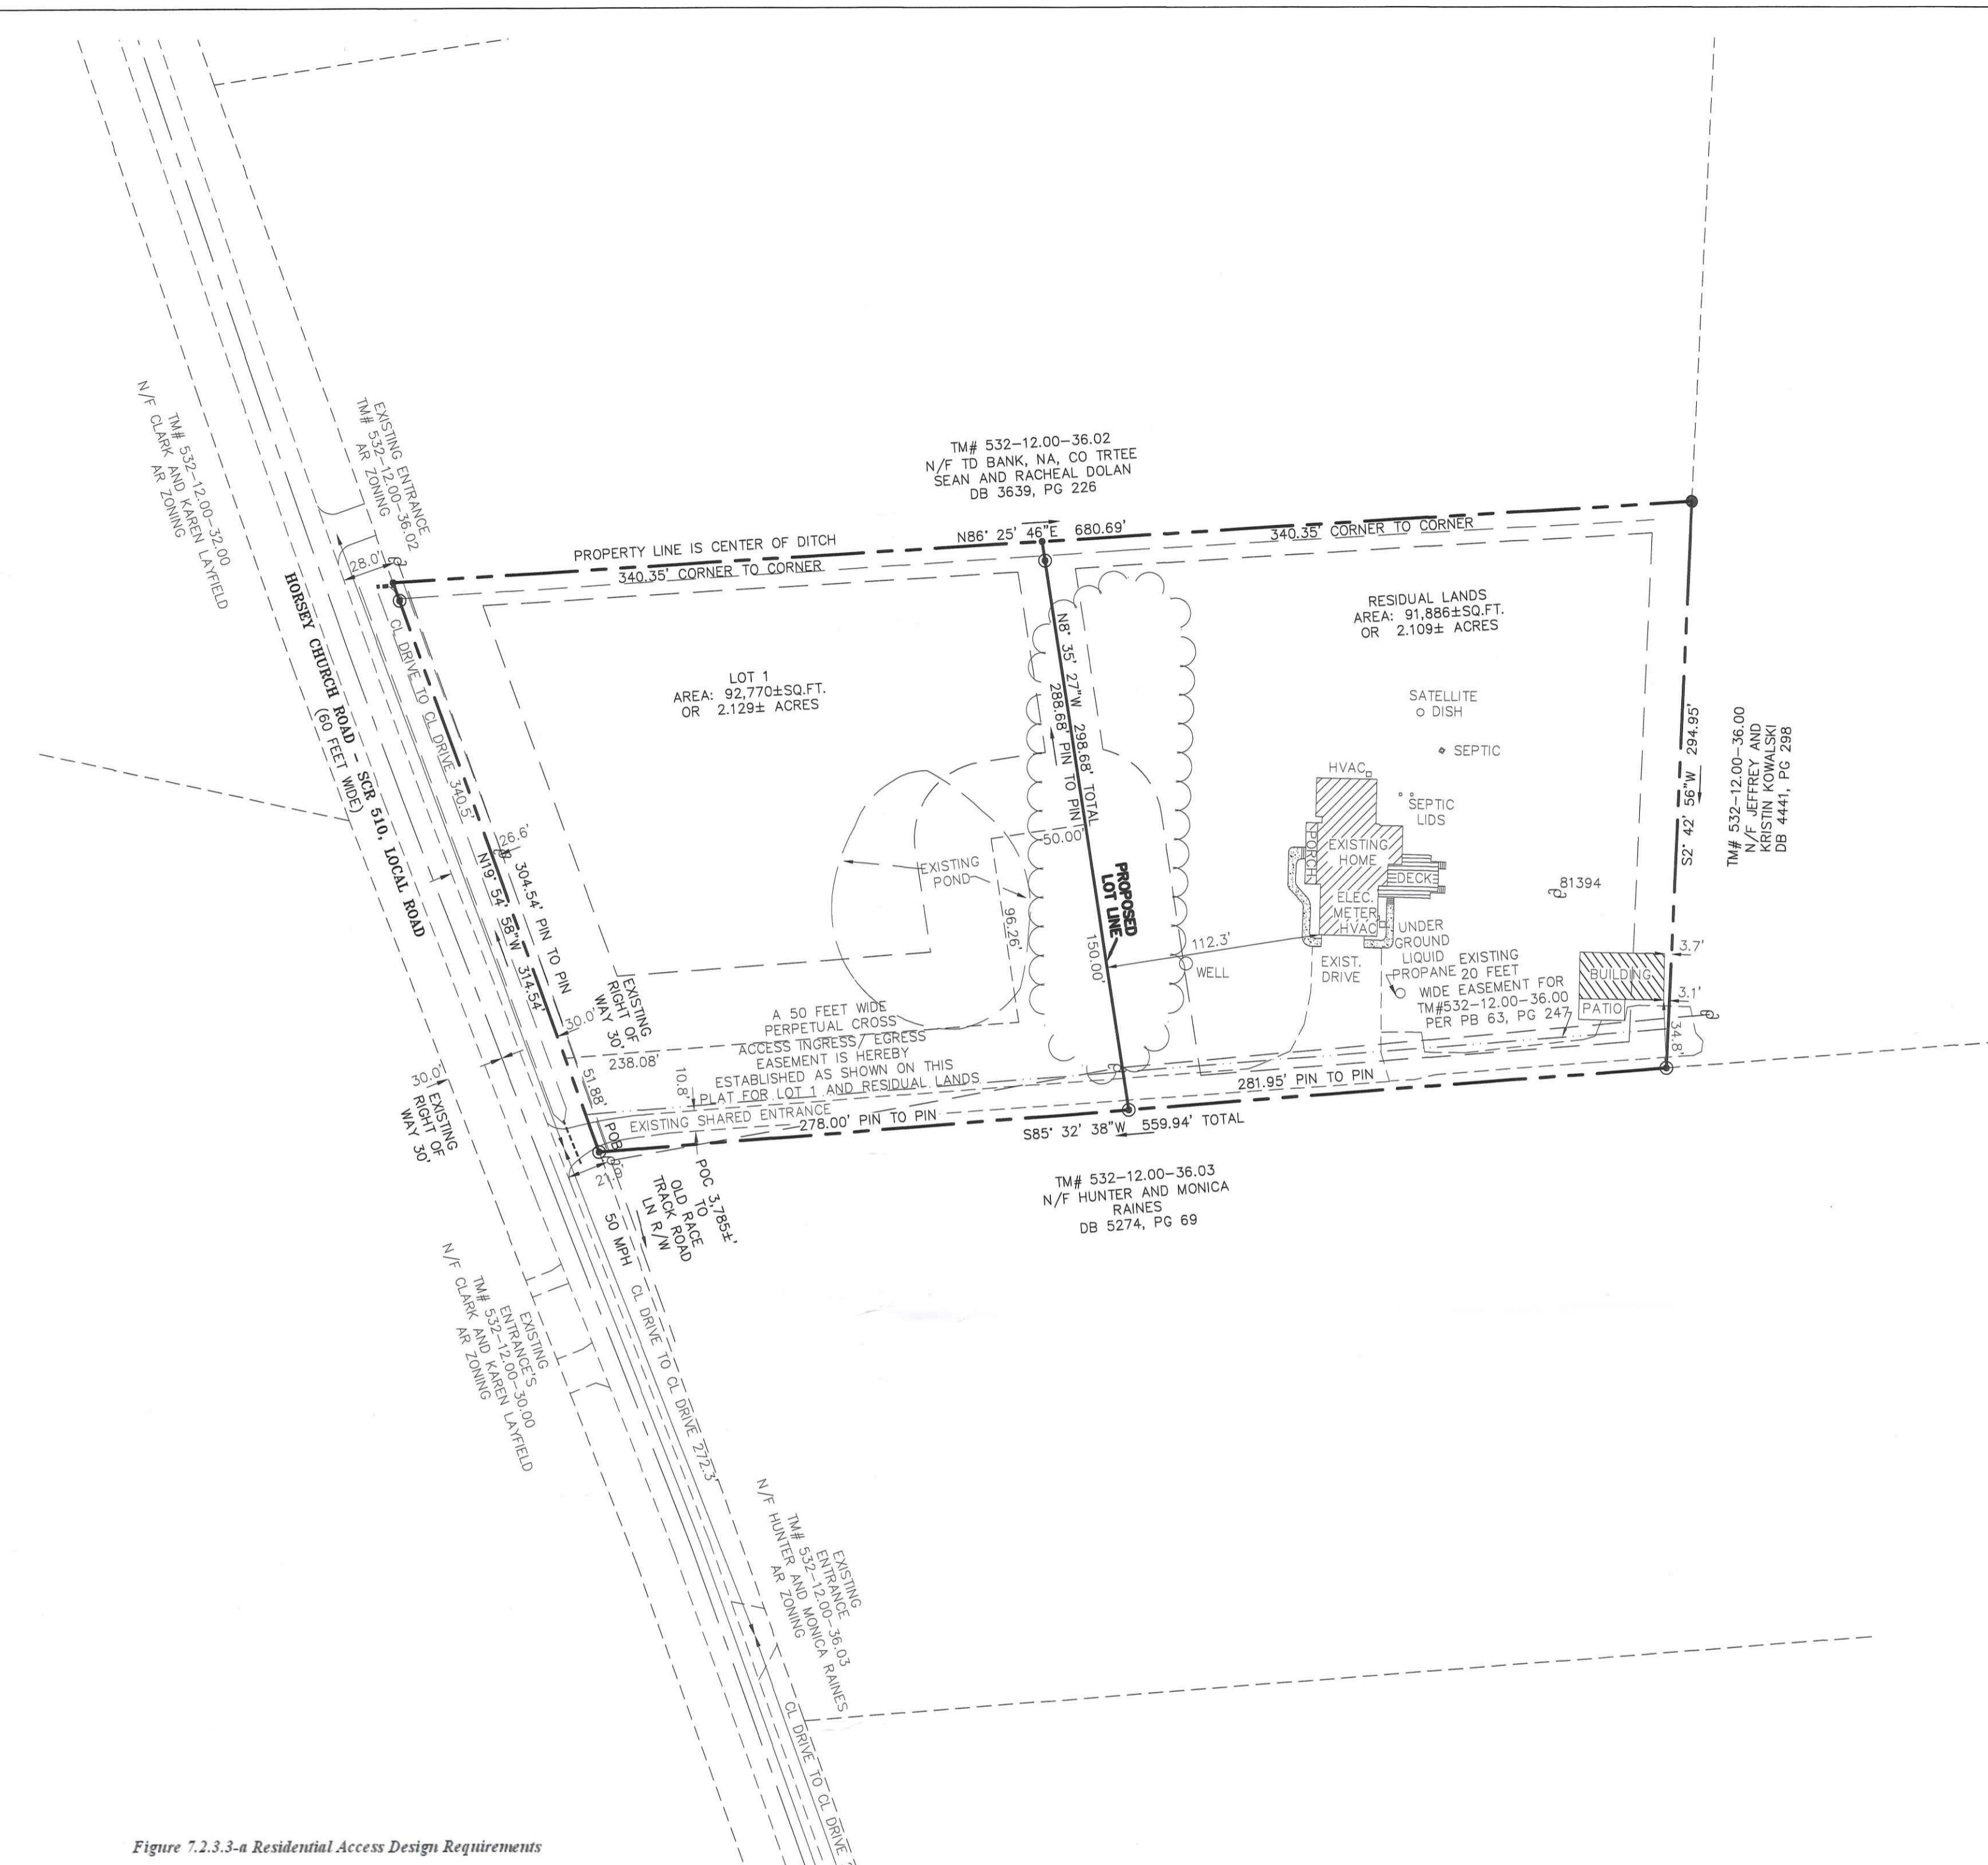 EXISTING ENTRANCE
TM# 532-12.00-36.02
AR ZONING
TM# 532-12.00-32.00
N/F CLARK AND KAREN LAYFIELD
AR ZONING
28.0'
HORSEY CHURCH ROAD - SCR 510, LOCAL ROAD
(60 FEET WIDE)
TM# 532-12.00-36.02
N/F TD BANK, NA, CO TRTEE
SEAN AND RACHEAL DOLAN
DB 3639, PG 226
N86° 25' 46"E 680.69'
PROPERTY LINE IS CENTER OF DITCH
340.35' CORNER TO CORNER
340.35' CORNER TO CORNER
CL DRIVE TO CL DRIVE 340.5'
LOT 1
AREA: 92,770±SQ.FT.
OR 2.129± ACRES
N8° 35' 27"W 298.68' TOTAL
288.68' PIN TO PIN
RESIDUAL LANDS
AREA: 91,886±SQ.FT.
OR 2.109± ACRES
SATELLITE
DISH
SEPTIC
HVAC
SEPTIC
LIDS
S2° 42' 56"W 294.95'
TM# 532-12.00-36.00
N/F JEFFREY AND
KRISTIN KOWALSKI
DB 4441, PG 298
26.6'
N19° 54' 58"W 314.54'
304.54' PIN TO PIN
EXISTING
POND
50.00'
96.26'
150.00'
PROPOSED
LOT LINE
PORCH
EXISTING
HOME
DECK
ELEC.
METER
HVAC
81394
112.3'
WELL
EXIST.
DRIVE
UNDER
GROUND
LIQUID
PROPANE
EXISTING
20 FEET
WIDE EASEMENT FOR
TM#532-12.00-36.00
PER PB 63, PG 247
BUILDING
PATIO
3.7'
3.1'
34.8'
EXISTING
RIGHT OF
WAY 30'
30.0'
238.08'
A 50 FEET WIDE
PERPETUAL CROSS
ACCESS INGRESS/ EGRESS
EASEMENT IS HEREBY
ESTABLISHED AS SHOWN ON THIS
PLAT FOR LOT 1 AND RESIDUAL LANDS
51.88'
10.8'
EXISTING SHARED ENTRANCE
278.00' PIN TO PIN
281.95' PIN TO PIN
S85° 32' 38"W 559.94' TOTAL
30.0'
EXISTING
RIGHT OF
WAY 30'
POB
POC 3,785±'
TO
OLD RACE
TRACK ROAD
LN R/W
50 MPH
TM# 532-12.00-36.03
N/F HUNTER AND MONICA
RAINES
DB 5274, PG 69
CL DRIVE TO CL DRIVE 272.3'
EXISTING
ENTRANCE'S
TM# 532-12.00-30.00
N/F CLARK AND KAREN LAYFIELD
AR ZONING
EXISTING
ENTRANCE
TM# 532-12.00-36.03
N/F HUNTER AND MONICA RAINES
AR ZONING
CL DRIVE TO CL DRIVE
Figure 7.2.3.3-a Residential Access Design Requirements